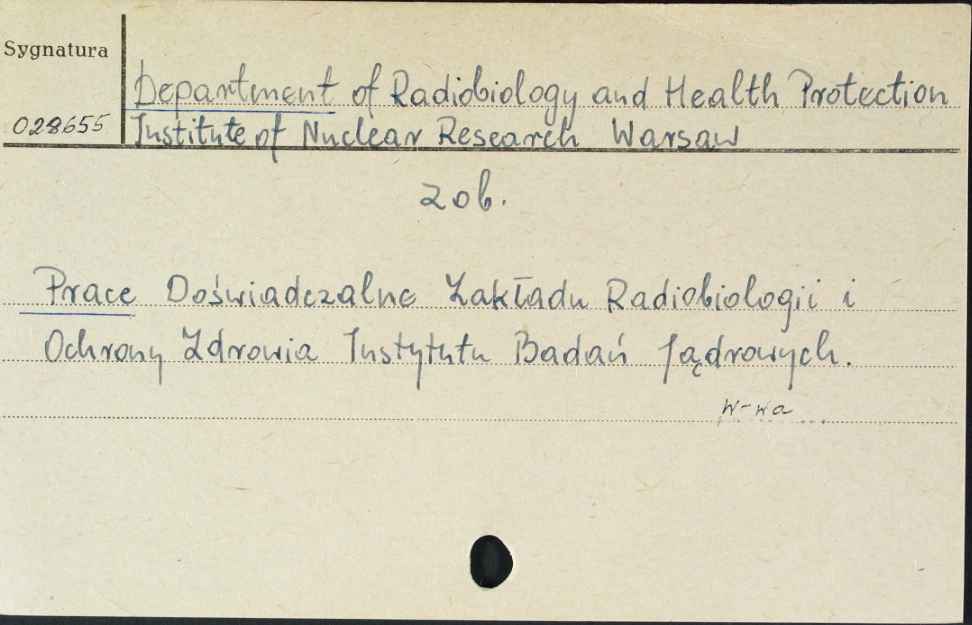 Sygnatura
028655
Department of Radiobiology and Health Protection
Institute of Nuclear Research Warsaw
zob.
Prace Doświadczalne Zakładu Radiobiologii i
Ochrony Zdrowia Instytutu Badań Jądrowych.
W-wa